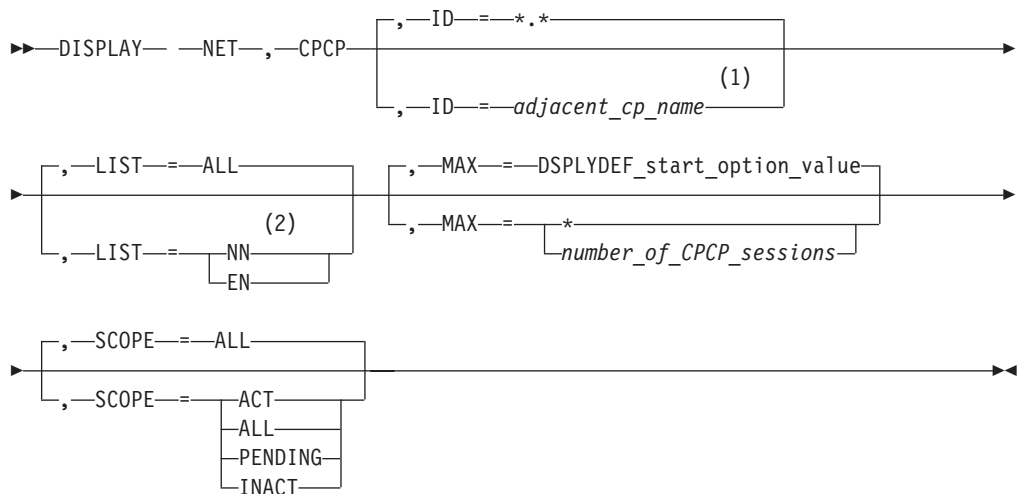 , ID = *.*
DISPLAY NET , CPCP
(1)
, ID = adjacent_cp_name
, LIST = ALL , MAX = DSPLYDEF_start_option_value
(2)
, LIST = NN , MAX = *
EN number_of_CPCP_sessions
, SCOPE = ALL
, SCOPE = ACT
ALL
PENDING
INACT